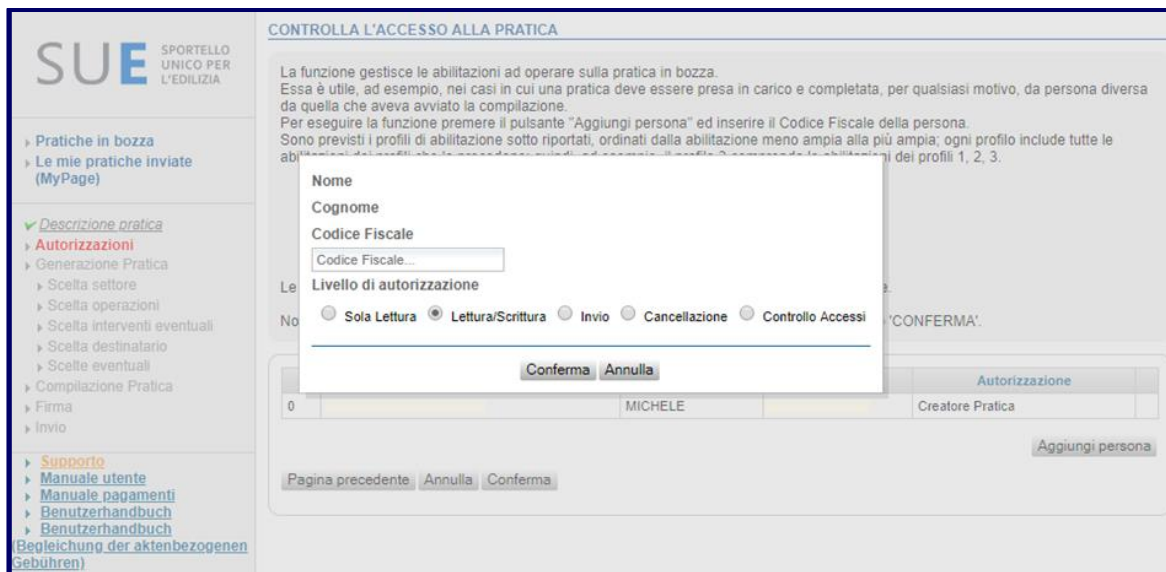 SUE SPORTELLO
UNICO PER
L'EDILIZIA
Pratiche in bozza
Le mie pratiche inviate
(MyPage)
Descrizione pratica
Autorizzazioni
Generazione Pratica
Scelta settore
Scelta operazioni
Scelta interventi eventuali
Scelta destinatario
Scelte eventuali
Compilazione Pratica
Firma
Invio
Supporto
Manuale utente
Manuale pagamenti
Benutzerhandbuch
Benutzerhandbuch
(Begleichung der aktenbezogenen
Gebühren)
CONTROLLA L'ACCESSO ALLA PRATICA
La funzione gestisce le abilitazioni ad operare sulla pratica in bozza.
Essa è utile, ad esempio, nei casi in cui una pratica deve essere presa in carico e completata, per qualsiasi motivo, da persona diversa
da quella che aveva avviato la compilazione.
Per eseguire la funzione premere il pulsante "Aggiungi persona" ed inserire il Codice Fiscale della persona.
Sono previsti i profili di abilitazione sotto riportati, ordinati dalla abilitazione meno ampia alla più ampia; ogni profilo include tutte le
dei profili 1, 2, 3.
Nome
Cognome
Codice Fiscale
Codice Fiscale...
Le
Livello di autorizzazione
Sola Lettura Lettura/Scrittura Invio Cancellazione Controllo Accessi
No 'CONFERMA'.
Conferma Annulla
Autorizzazione
0 MICHELE Creatore Pratica
Aggiungi persona
Pagina precedente Annulla Conferma